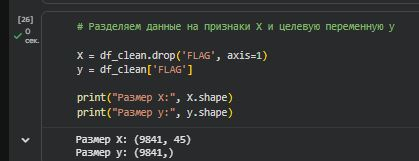 [26]
0
сек.
# Разделяем данные на признаки X и целевую переменную y
X = df_clean.drop('FLAG', axis=1)
y = df_clean['FLAG']
print("Размер X:", X.shape)
print("Размер y:", y.shape)
Размер X: (9841, 45)
Размер y: (9841,)